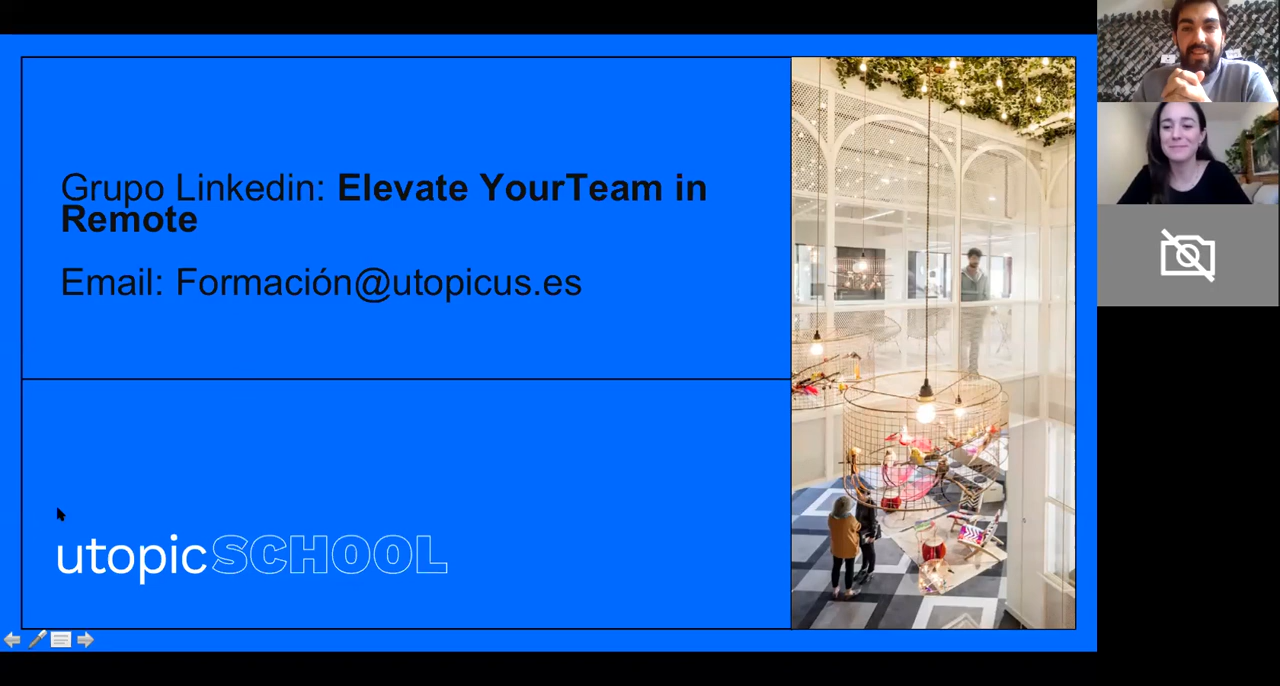 Grupo Linkedin: Elevate YourTeam in
Remote
Email: Formación@utopicus.es
utopicSCHOOL